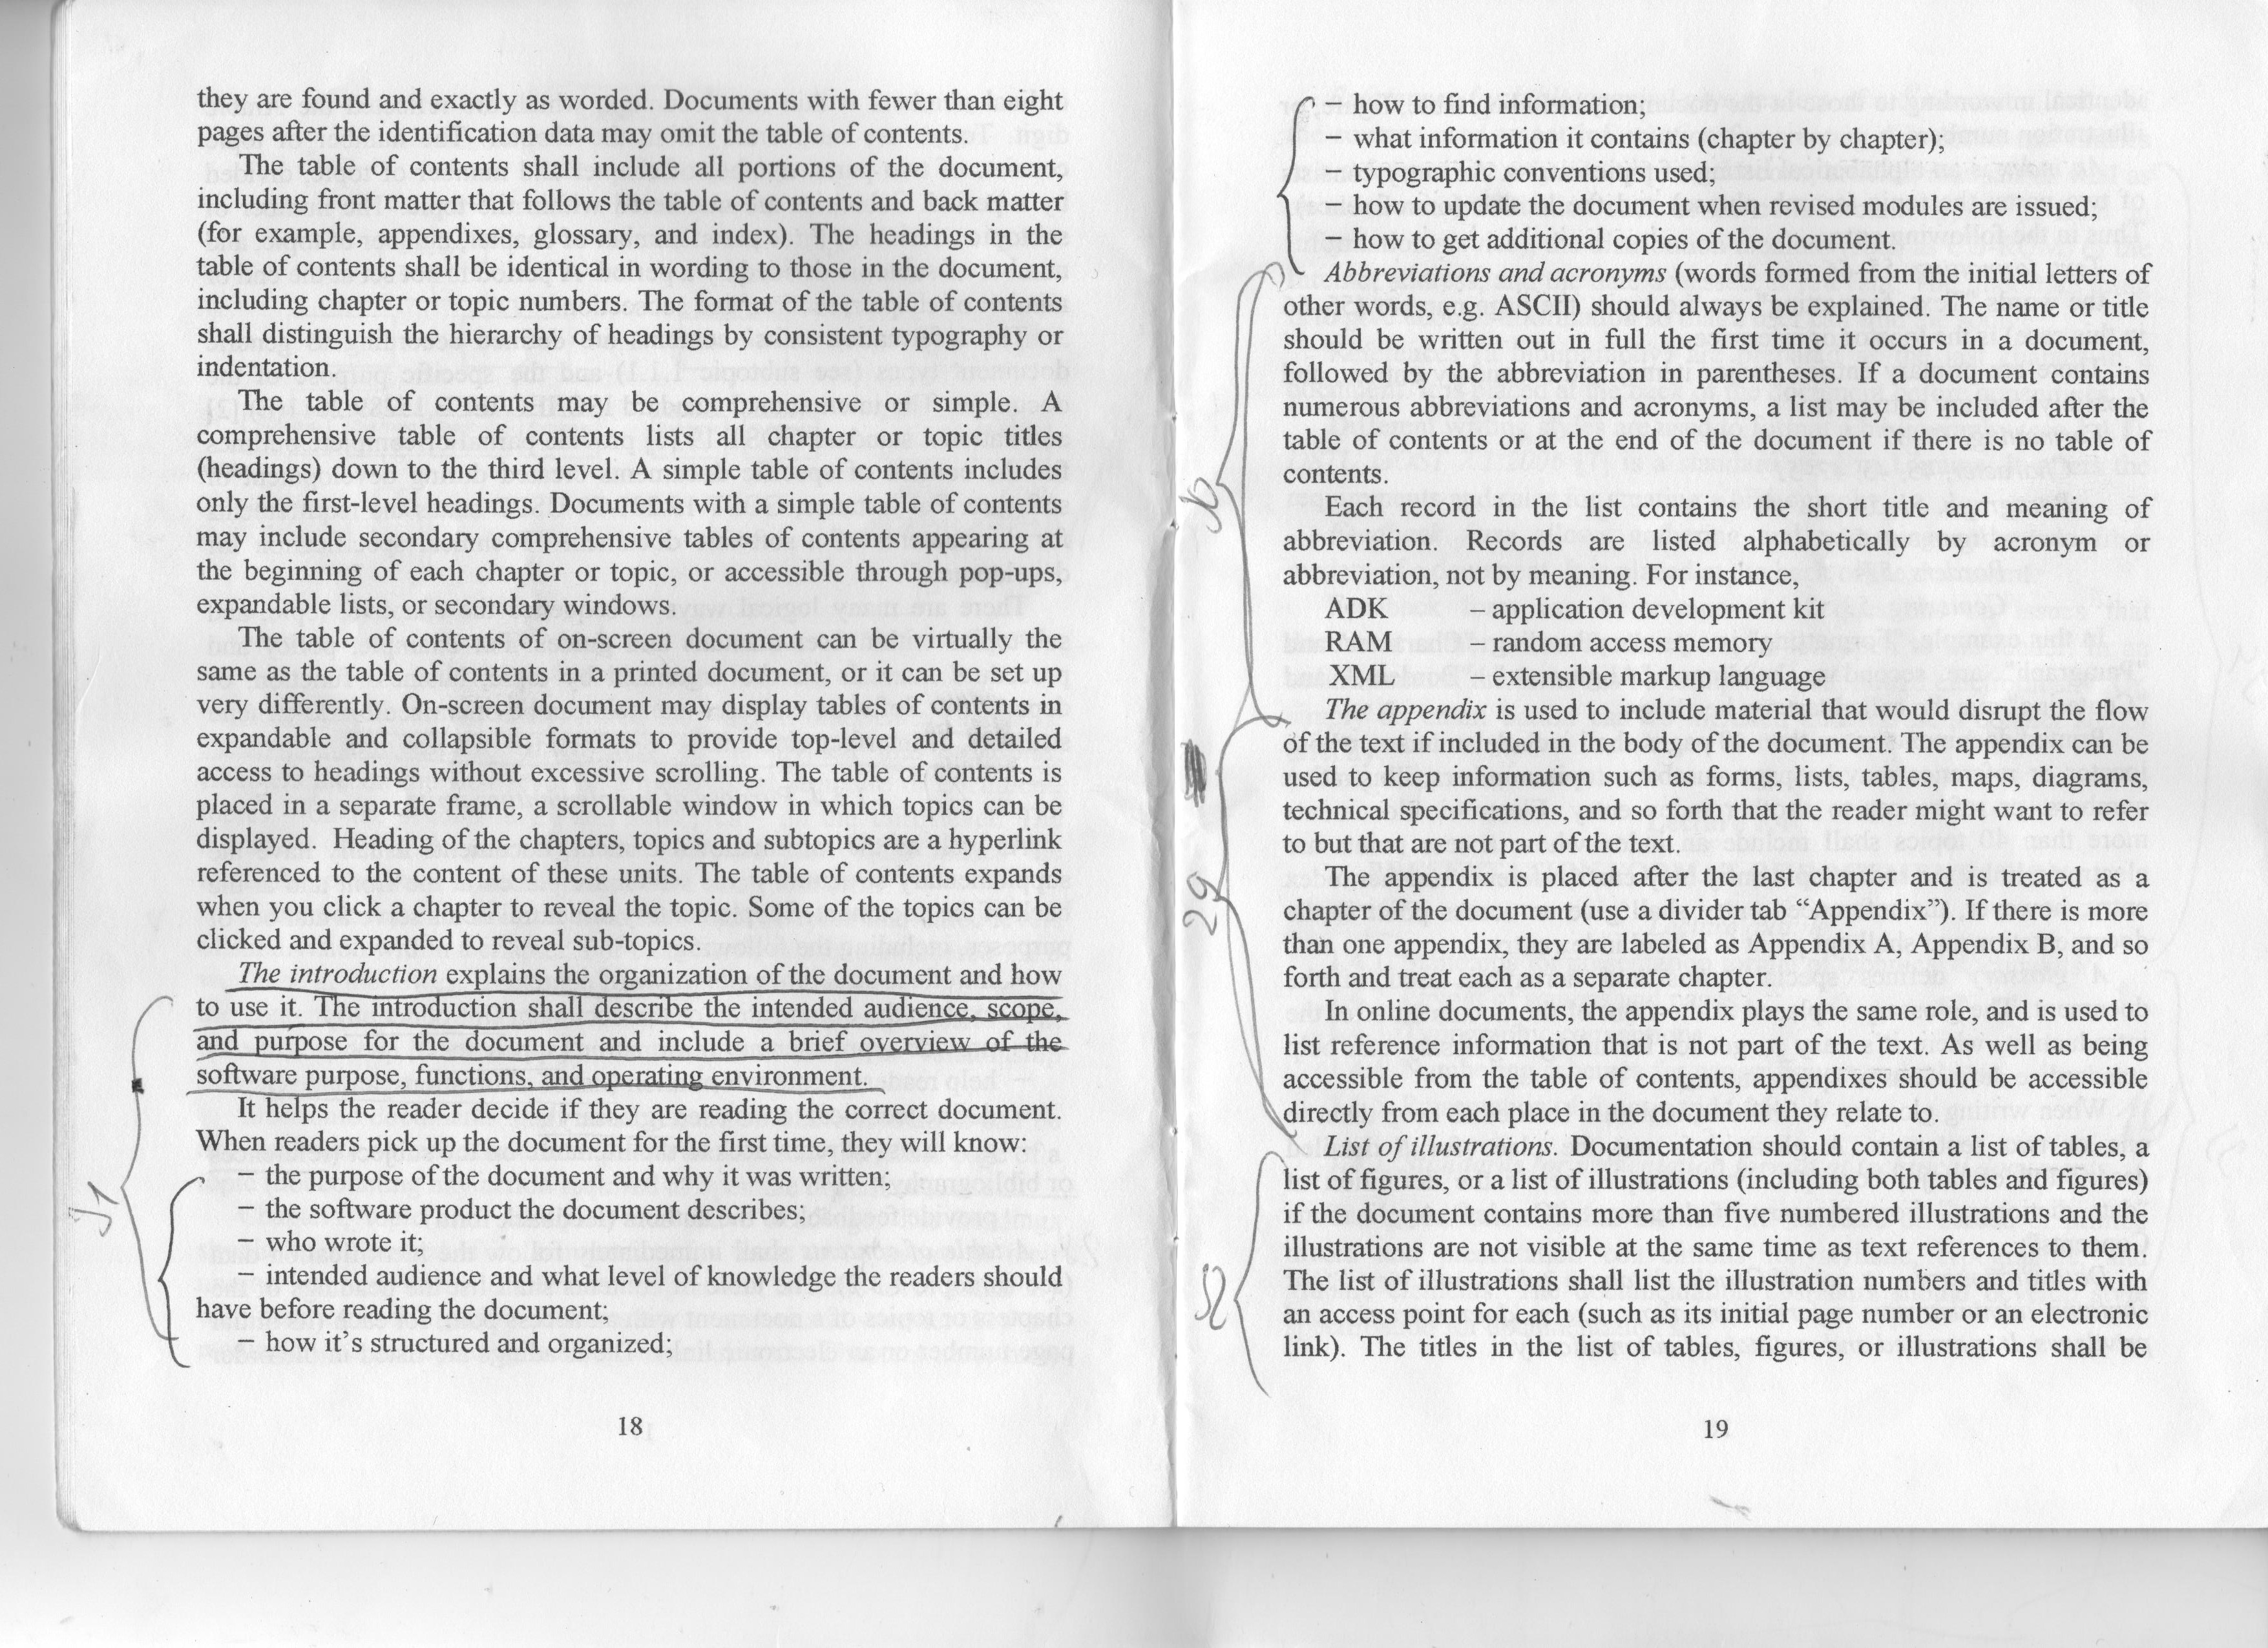 they are found and exactly as worded. Documents with fewer than eight
pages after the identification data may omit the table of contents.
The table of contents shall include all portions of the document,
including front matter that follows the table of contents and back matter
(for example, appendixes, glossary, and index). The headings in the
table of contents shall be identical in wording to those in the document,
including chapter or topic numbers. The format of the table of contents
shall distinguish the hierarchy of headings by consistent typography or
indentation.
The table of contents may be comprehensive or simple. A
comprehensive table of contents lists all chapter or topic titles
(headings) down to the third level. A simple table of contents includes
only the first-level headings. Documents with a simple table of contents
may include secondary comprehensive tables of contents appearing at
the beginning of each chapter or topic, or accessible through pop-ups,
expandable lists, or secondary windows.
The table of contents of on-screen document can be virtually the
same as the table of contents in a printed document, or it can be set up
very differently. On-screen document may display tables of contents in
expandable and collapsible formats to provide top-level and detailed
access to headings without excessive scrolling. The table of contents is
placed in a separate frame, a scrollable window in which topics can be
displayed. Heading of the chapters, topics and subtopics are a hyperlink
referenced to the content of these units. The table of contents expands
when you click a chapter to reveal the topic. Some of the topics can be
clicked and expanded to reveal sub-topics.
The introduction explains the organization of the document and how
to use it. The introduction shall describe the intended audience, scope,
and purpose for the document and include a brief overview of the
software purpose, functions, and operating environment.
It helps the reader decide if they are reading the correct document.
When readers pick up the document for the first time, they will know:
– the purpose of the document and why it was written;
– the software product the document describes;
– who wrote it;
– intended audience and what level of knowledge the readers should
have before reading the document;
– how it's structured and organized;
31
18
– how to find information;
– what information it contains (chapter by chapter);
– typographic conventions used;
– how to update the document when revised modules are issued;
– how to get additional copies of the document.
Abbreviations and acronyms (words formed from the initial letters of
other words, e.g. ASCII) should always be explained. The name or title
should be written out in full the first time it occurs in a document,
followed by the abbreviation in parentheses. If a document contains
numerous abbreviations and acronyms, a list may be included after the
table of contents or at the end of the document if there is no table of
contents.
30
Each record in the list contains the short title and meaning of
abbreviation. Records are listed alphabetically by acronym or
abbreviation, not by meaning. For instance,
ADK – application development kit
RAM – random access memory
XML – extensible markup language
The appendix is used to include material that would disrupt the flow
of the text if included in the body of the document. The appendix can be
used to keep information such as forms, lists, tables, maps, diagrams,
technical specifications, and so forth that the reader might want to refer
to but that are not part of the text.
29
The appendix is placed after the last chapter and is treated as a
chapter of the document (use a divider tab “Appendix”). If there is more
than one appendix, they are labeled as Appendix A, Appendix B, and so
forth and treat each as a separate chapter.
In online documents, the appendix plays the same role, and is used to
list reference information that is not part of the text. As well as being
accessible from the table of contents, appendixes should be accessible
directly from each place in the document they relate to.
List of illustrations. Documentation should contain a list of tables, a
list of figures, or a list of illustrations (including both tables and figures)
if the document contains more than five numbered illustrations and the
illustrations are not visible at the same time as text references to them.
The list of illustrations shall list the illustration numbers and titles with
an access point for each (such as its initial page number or an electronic
link). The titles in the list of tables, figures, or illustrations shall be
19